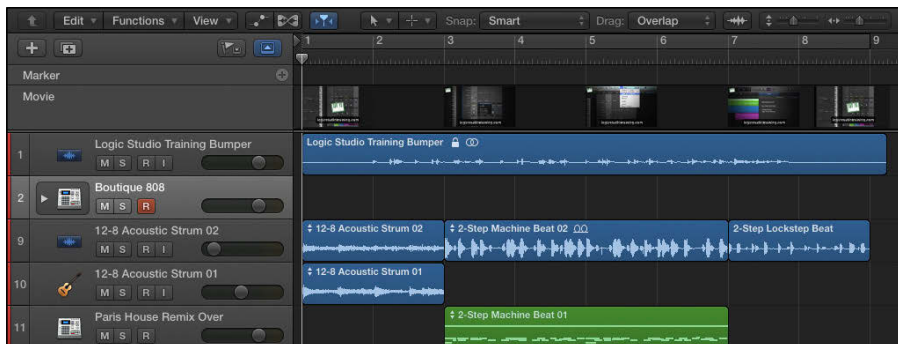 Edit Functions View Snap: Smart Drag: Overlap
1 2 3 4 5 6 7 8 9
Marker
Movie
1 Logic Studio Training Bumper
M S R I
Logic Studio Training Bumper
2 Boutique 808
M S R
9 12-8 Acoustic Strum 02
M S R I
12-8 Acoustic Strum 02 2-Step Machine Beat 02 2-Step Lockstep Beat
10 12-8 Acoustic Strum 01
M S R I
12-8 Acoustic Strum 01
11 Paris House Remix Over
M S R
2-Step Machine Beat 01